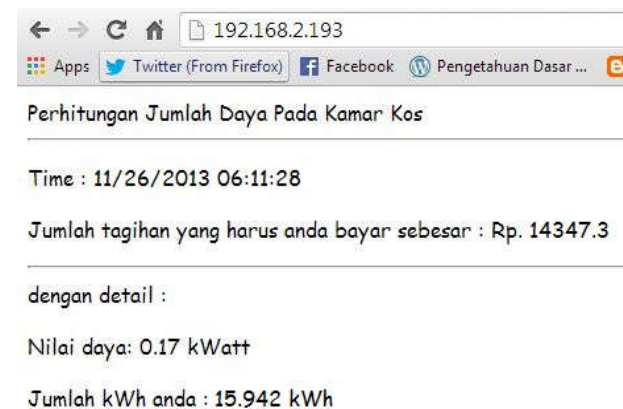 192.168.2.193
Apps Twitter (From Firefox) Facebook Pengetahuan Dasar ...
Perhitungan Jumlah Daya Pada Kamar Kos
Time : 11/26/2013 06:11:28
Jumlah tagihan yang harus anda bayar sebesar : Rp. 14347.3
dengan detail :
Nilai daya: 0.17 kWatt
Jumlah kWh anda : 15.942 kWh